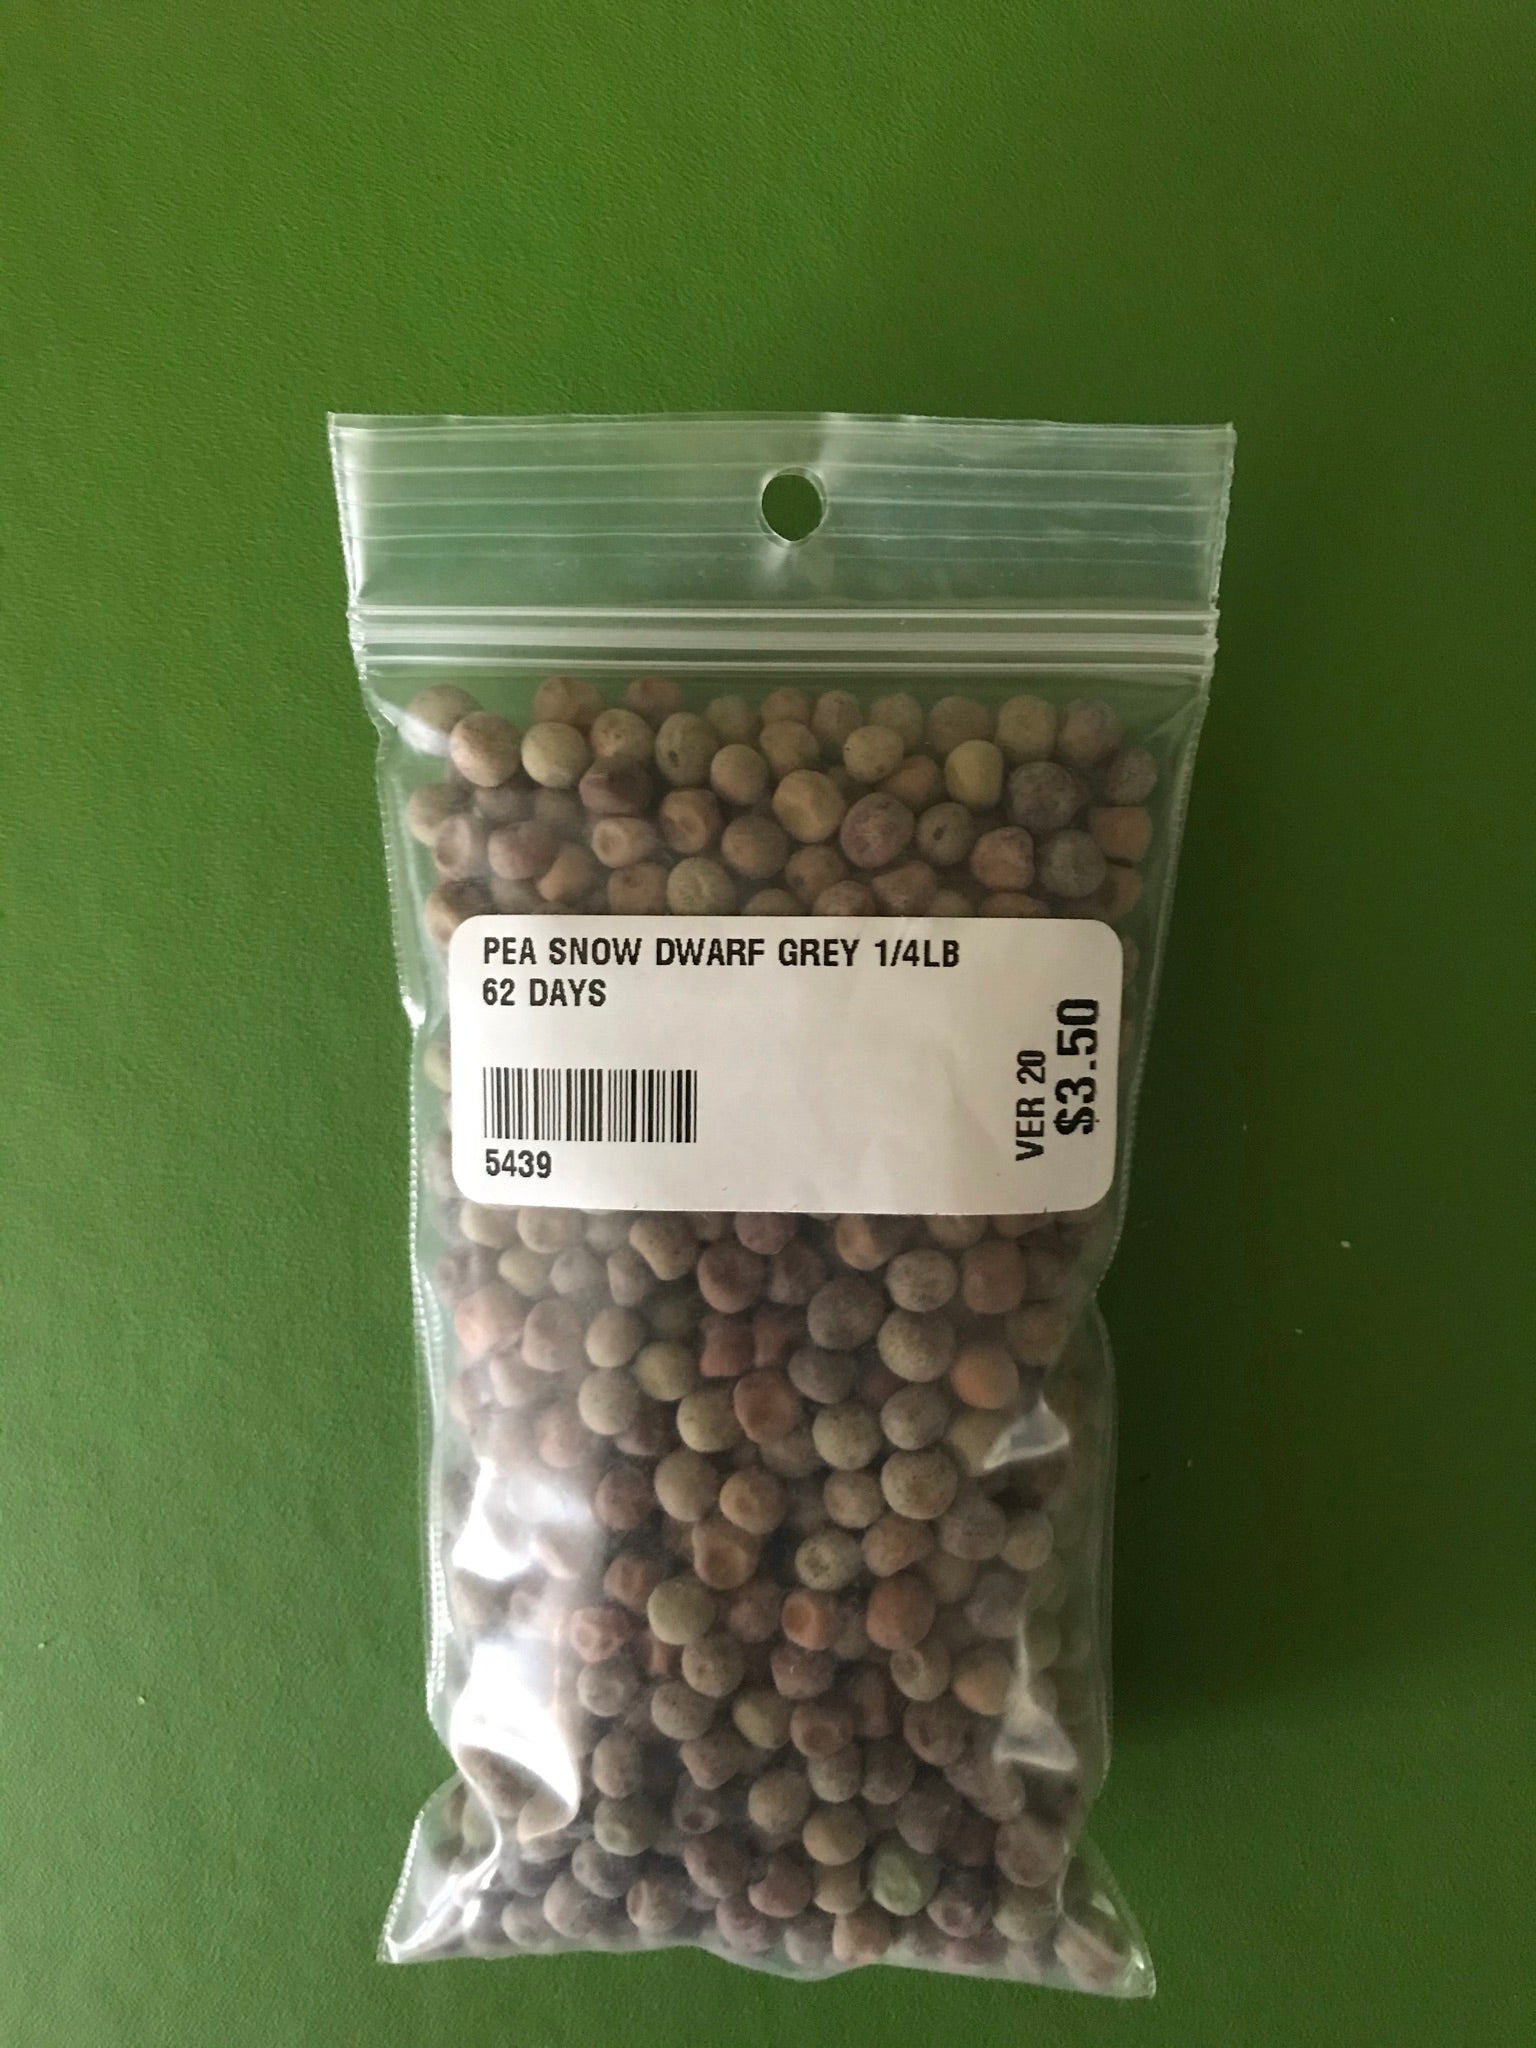 PEA SNOW DWARF GREY 1/4LB
62 DAYS
5439
VER 20
$3.50